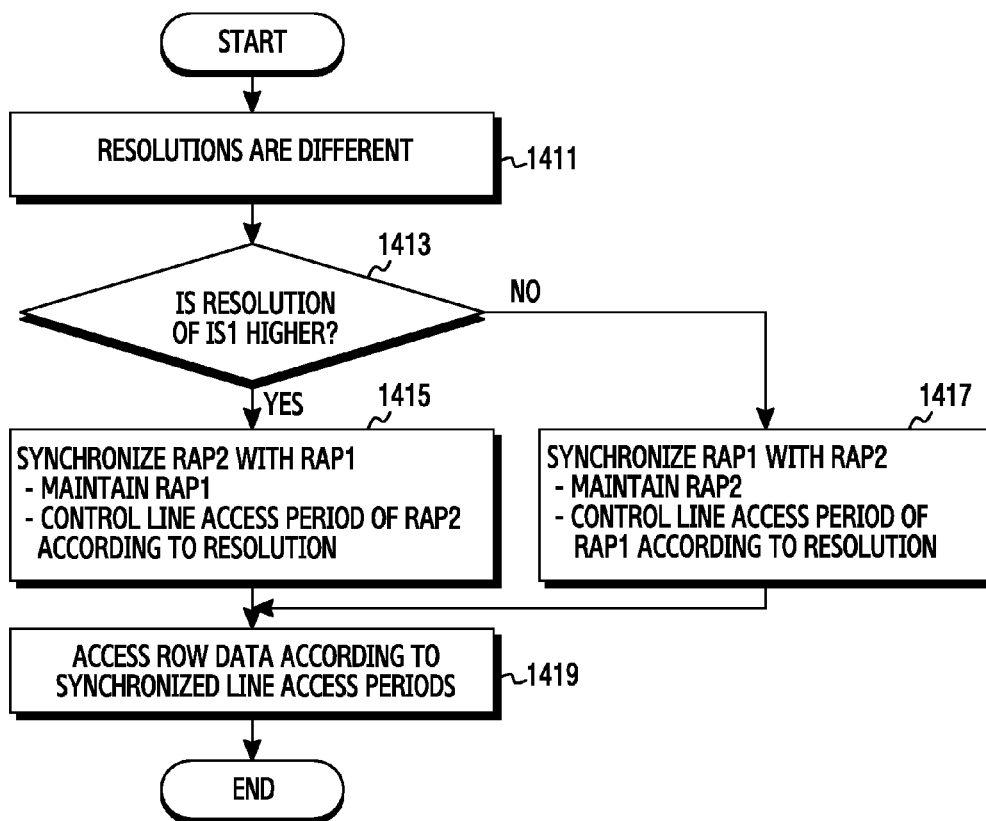 START
RESOLUTIONS ARE DIFFERENT
1411
1413
IS RESOLUTION
OF IS1 HIGHER?
NO
YES
1415
SYNCHRONIZE RAP2 WITH RAP1
- MAINTAIN RAP1
- CONTROL LINE ACCESS PERIOD OF RAP2
ACCORDING TO RESOLUTION
1417
SYNCHRONIZE RAP1 WITH RAP2
- MAINTAIN RAP2
- CONTROL LINE ACCESS PERIOD OF
RAP1 ACCORDING TO RESOLUTION
ACCESS ROW DATA ACCORDING TO
SYNCHRONIZED LINE ACCESS PERIODS
1419
END